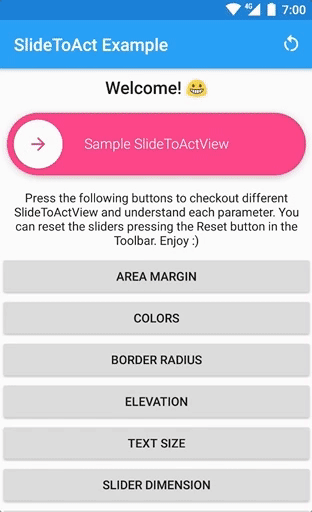 4G 7:00
SlideToAct Example
Welcome! 😀
Sample SlideToActView
Press the following buttons to checkout different
SlideToActView and understand each parameter. You
can reset the sliders pressing the Reset button in the
Toolbar. Enjoy :)
AREA MARGIN
COLORS
BORDER RADIUS
ELEVATION
TEXT SIZE
SLIDER DIMENSION